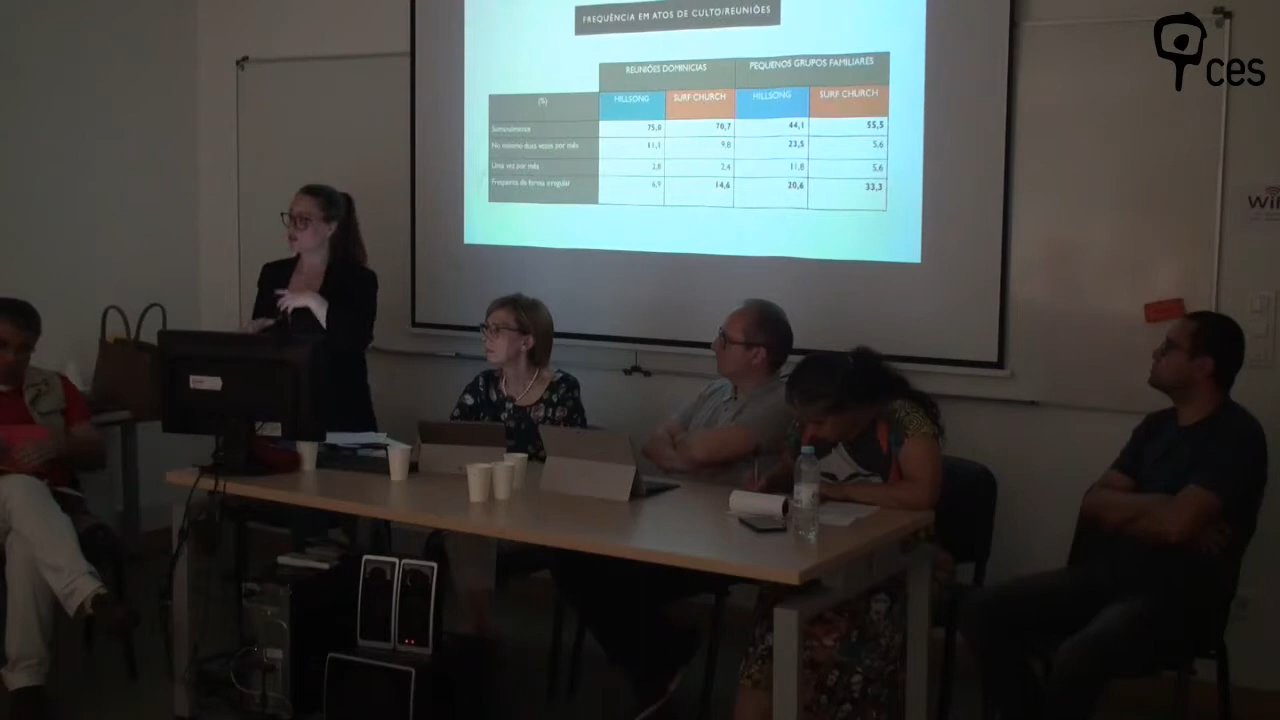 FREQUÊNCIA EM ATOS DE CULTO/REUNIÕES
REUNIÕES DOMINICIAS PEQUENOS GRUPOS FAMILIARES
(%) HILLSONG SURF CHURCH HILLSONG SURF CHURCH
Semanalmente 75,0 70,7 44,1 55,5
No máximo duas vezes por mês 11,1 9,8 23,5 5,6
Uma vez por mês 2,8 2,4 11,8 5,6
Frequenta de forma irregular 6,9 14,6 20,6 33,3
ces